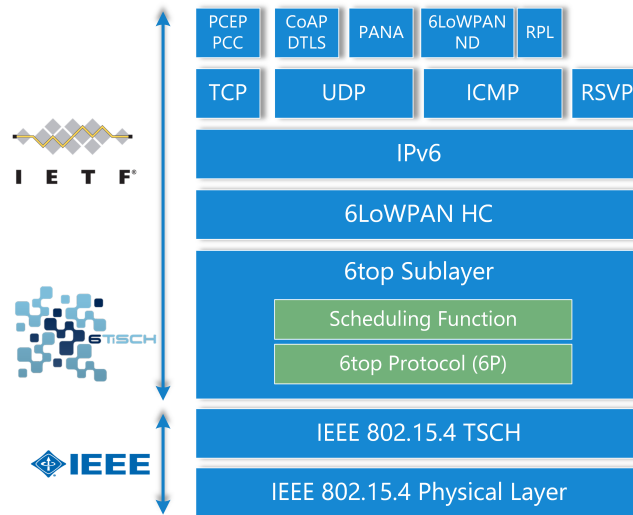 PCEP
PCC
CoAP
DTLS
PANA
6LoWPAN
ND
RPL
TCP
UDP
ICMP
RSVP
IETF®
IPv6
6LoWPAN HC
6top Sublayer
Scheduling Function
6TiSCH
6top Protocol (6P)
IEEE 802.15.4 TSCH
IEEE
IEEE 802.15.4 Physical Layer